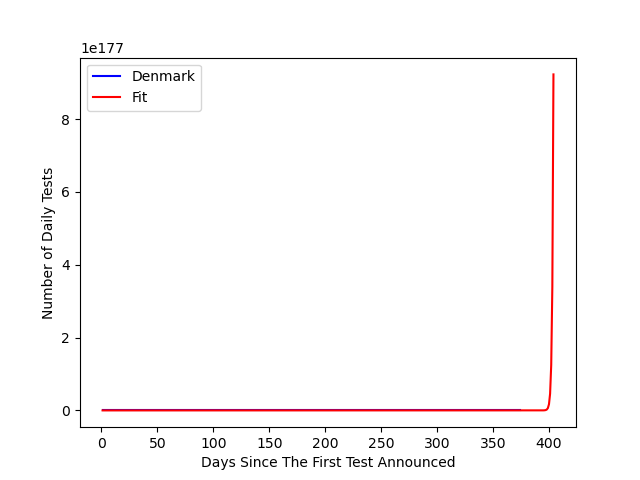 1e177
Denmark
Fit
8
6
4
2
0
Number of Daily Tests
0 50 100 150 200 250 300 350 400
Days Since The First Test Announced